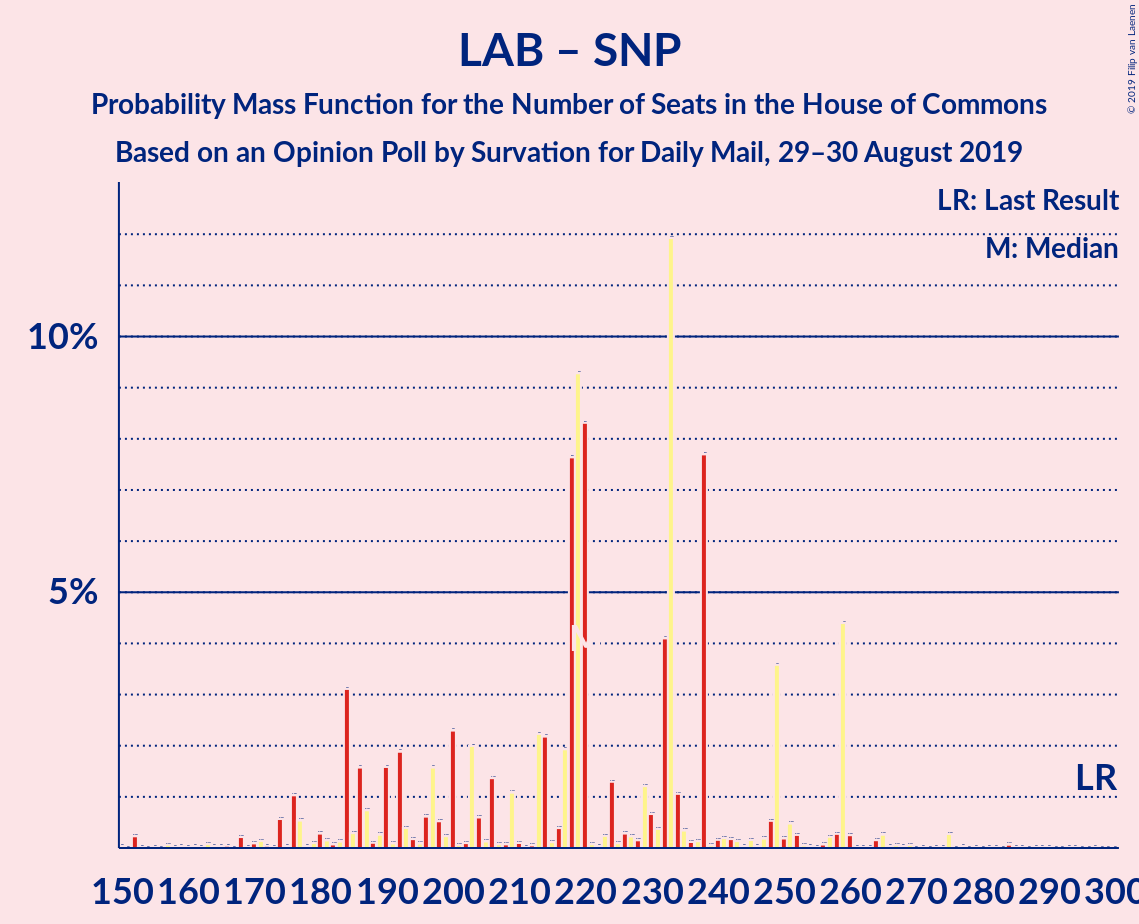 LAB – SNP
Probability Mass Function for the Number of Seats in the House of Commons
Based on an Opinion Poll by Survation for Daily Mail, 29–30 August 2019
© 2019 Filip van Laenen
LR: Last Result
M: Median
10%
5%
M
LR
150 160 170 180 190 200 210 220 230 240 250 260 270 280 290 300